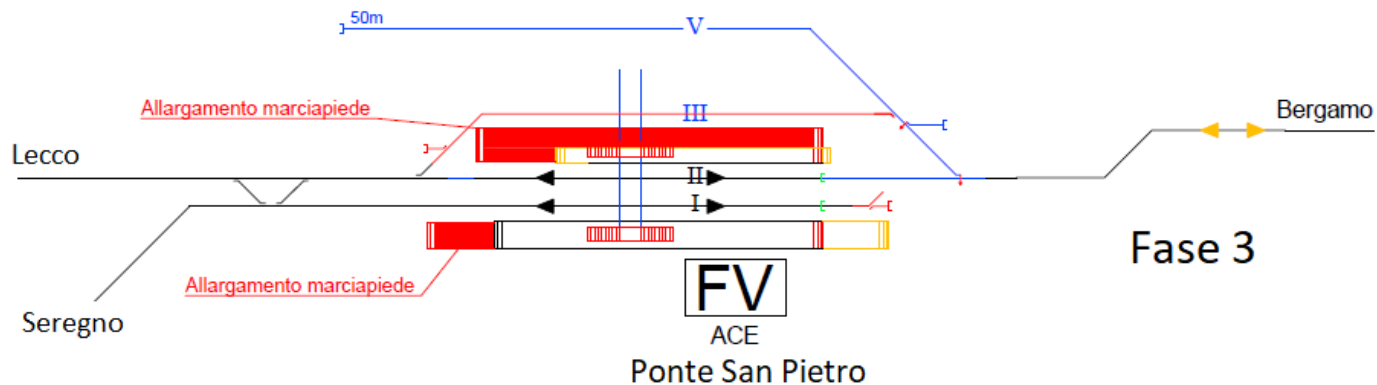 50m
V
Allargamento marciapiede
III
Bergamo
Lecco
II
I
Fase 3
Allargamento marciapiede
FV
Seregno
ACE
Ponte San Pietro